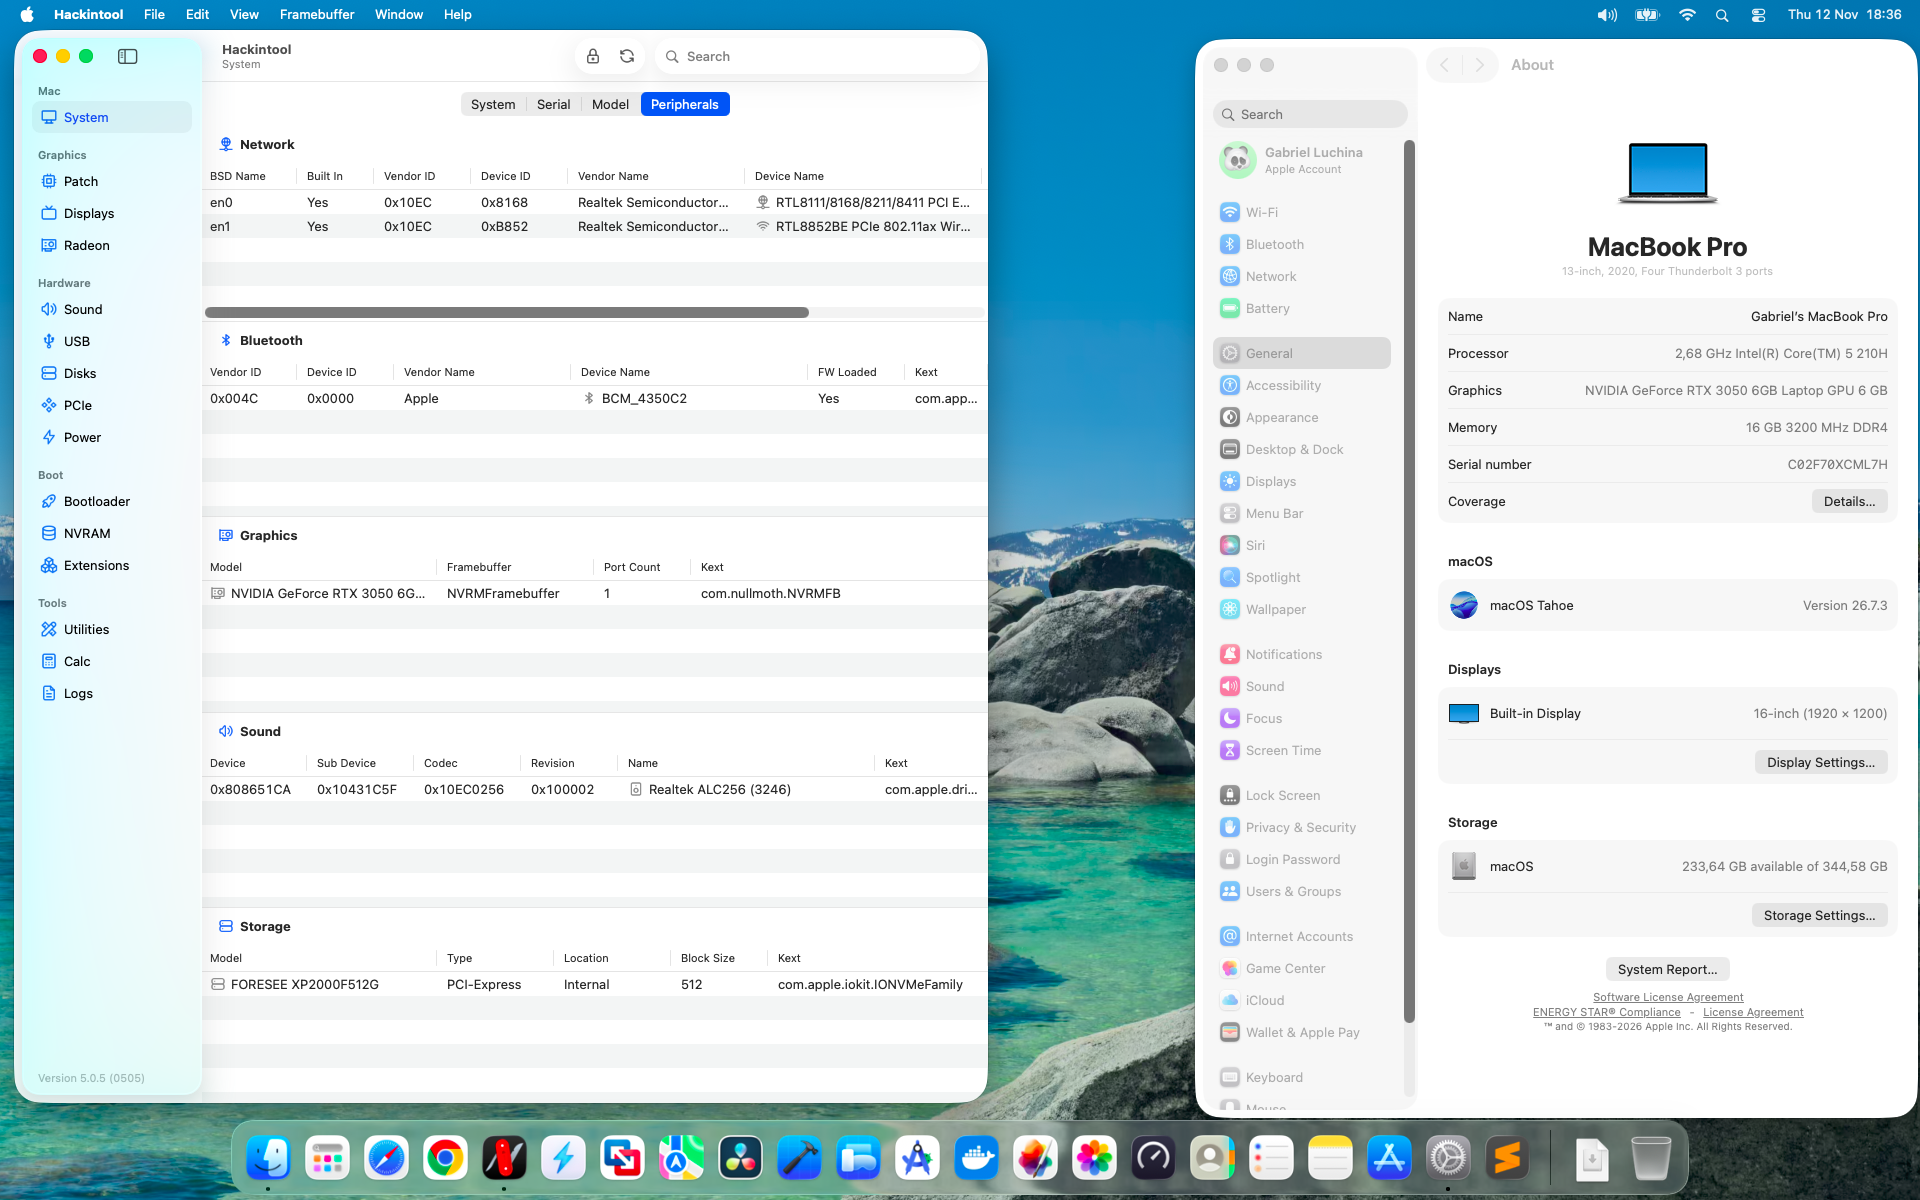 Hackintool File Edit View Framebuffer Window Help Thu 12 Nov 18:36
Hackintool
System
Search
Mac
System
Graphics
Patch
Displays
Radeon
Hardware
Sound
USB
Disks
PCIe
Power
Boot
Bootloader
NVRAM
Extensions
Tools
Utilities
Calc
Logs
Version 5.0.5 (0505)
System Serial Model Peripherals
Network
BSD Name Built In Vendor ID Device ID Vendor Name Device Name
en0 Yes 0x10EC 0x8168 Realtek Semiconductor... RTL8111/8168/8211/8411 PCI E...
en1 Yes 0x10EC 0xB852 Realtek Semiconductor... RTL8852BE PCIe 802.11ax Wir...
Bluetooth
Vendor ID Device ID Vendor Name Device Name FW Loaded Kext
0x004C 0x0000 Apple BCM_4350C2 Yes com.app...
Graphics
Model Framebuffer Port Count Kext
NVIDIA GeForce RTX 3050 6G... NVRMFramebuffer 1 com.nullmoth.NVRMFB
Sound
Device Sub Device Codec Revision Name Kext
0x808651CA 0x10431C5F 0x10EC0256 0x100002 Realtek ALC256 (3246) com.apple.dri...
Storage
Model Type Location Block Size Kext
FORESEE XP2000F512G PCI-Express Internal 512 com.apple.iokit.IONVMeFamily
Search
Gabriel Luchina
Apple Account
Wi-Fi
Bluetooth
Network
Battery
General
Accessibility
Appearance
Desktop & Dock
Displays
Menu Bar
Siri
Spotlight
Wallpaper
Notifications
Sound
Focus
Screen Time
Lock Screen
Privacy & Security
Login Password
Users & Groups
Internet Accounts
Game Center
iCloud
Wallet & Apple Pay
Keyboard
Mouse
About
MacBook Pro
13-inch, 2020, Four Thunderbolt 3 ports
Name Gabriel's MacBook Pro
Processor 2,68 GHz Intel(R) Core(TM) 5 210H
Graphics NVIDIA GeForce RTX 3050 6GB Laptop GPU 6 GB
Memory 16 GB 3200 MHz DDR4
Serial number C02F70XCML7H
Coverage Details...
macOS
macOS Tahoe Version 26.7.3
Displays
Built-in Display 16-inch (1920 × 1200)
Display Settings...
Storage
macOS 233,64 GB available of 344,58 GB
Storage Settings...
System Report...
Software License Agreement
ENERGY STAR® Compliance - License Agreement
™ and © 1983-2026 Apple Inc. All Rights Reserved.